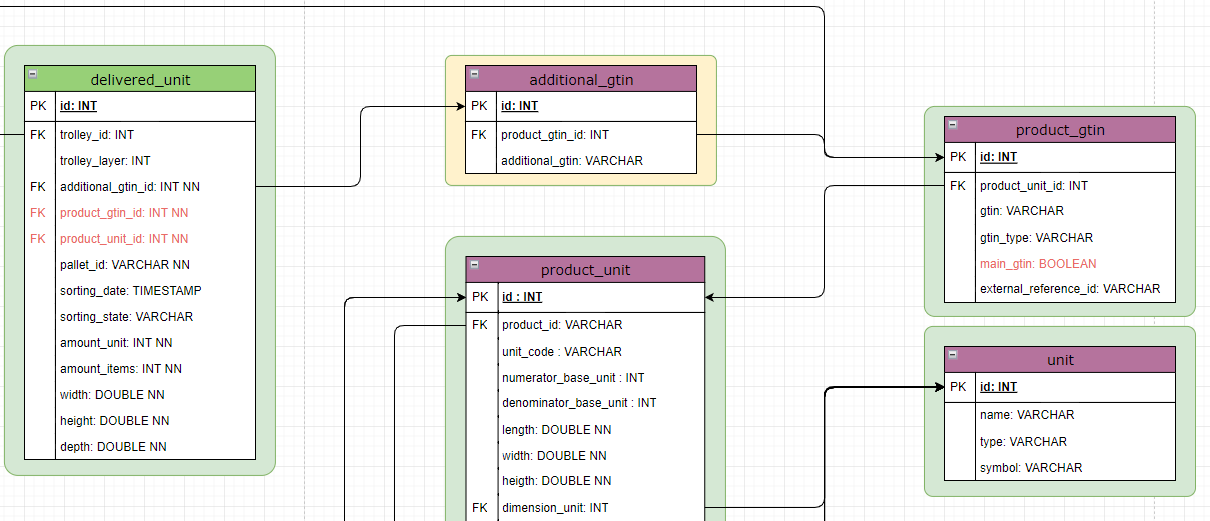 delivered_unit
PK id: INT
FK trolley_id: INT
trolley_layer: INT
FK additional_gtin_id: INT NN
FK product_gtin_id: INT NN
FK product_unit_id: INT NN
pallet_id: VARCHAR NN
sorting_date: TIMESTAMP
sorting_state: VARCHAR
amount_unit: INT NN
amount_items: INT NN
width: DOUBLE NN
height: DOUBLE NN
depth: DOUBLE NN
additional_gtin
PK id: INT
FK product_gtin_id: INT
additional_gtin: VARCHAR
product_unit
PK id : INT
FK product_id: VARCHAR
unit_code : VARCHAR
numerator_base_unit : INT
denominator_base_unit : INT
length: DOUBLE NN
width: DOUBLE NN
heigth: DOUBLE NN
FK dimension_unit: INT
product_gtin
PK id: INT
FK product_unit_id: INT
gtin: VARCHAR
gtin_type: VARCHAR
main_gtin: BOOLEAN
external_reference_id: VARCHAR
unit
PK id: INT
name: VARCHAR
type: VARCHAR
symbol: VARCHAR